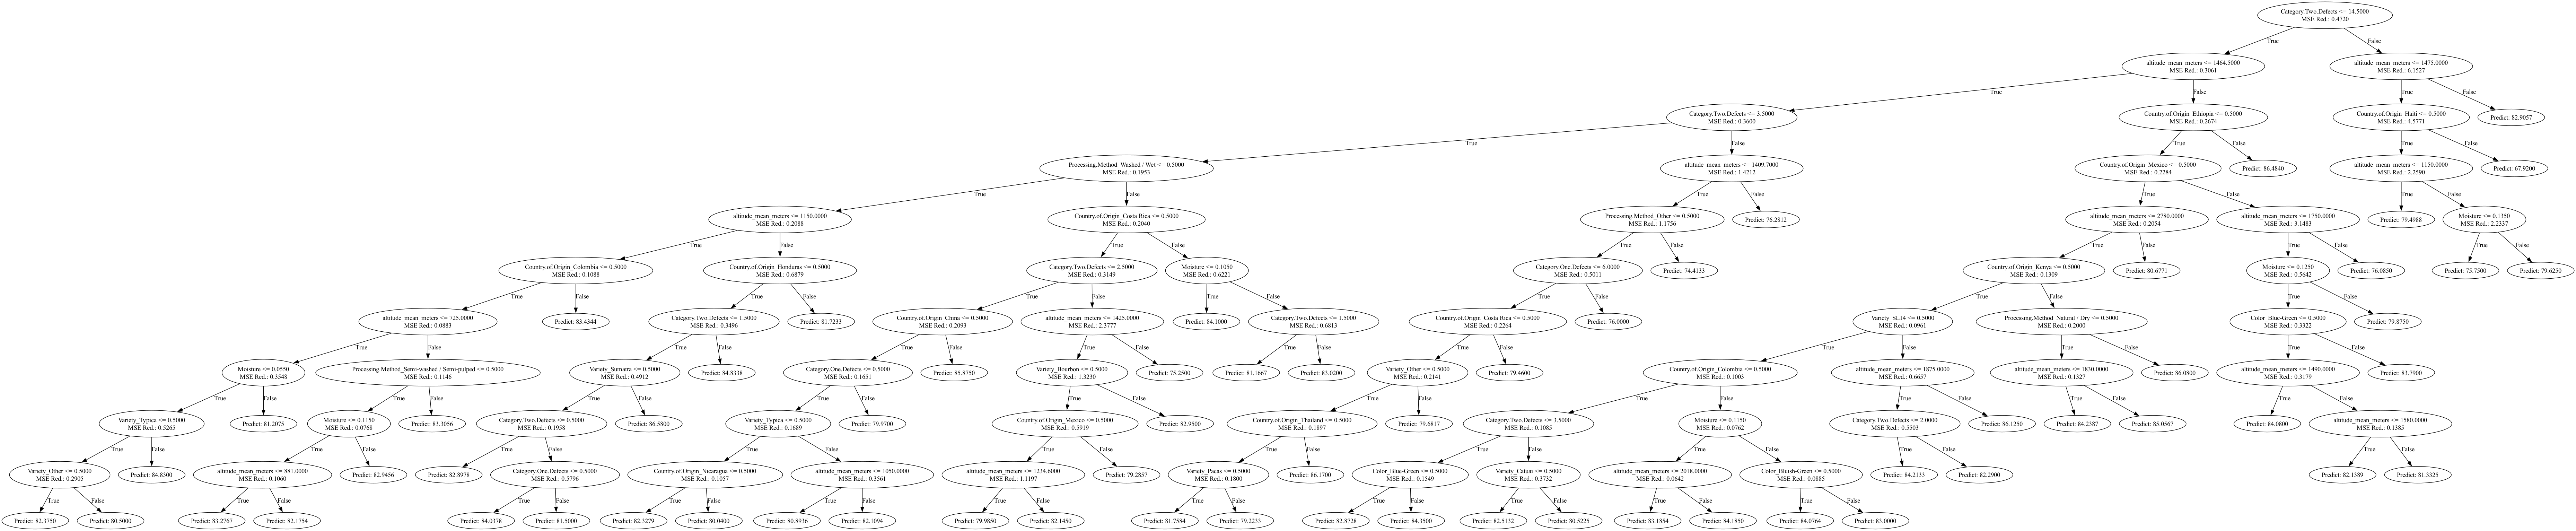 Category.Two.Defects <= 14.5000
MSE Red.: 0.4720
True
False
altitude_mean_meters <= 1464.5000
MSE Red.: 0.3061
altitude_mean_meters <= 1475.0000
MSE Red.: 6.1527
True
False
True
False
Category.Two.Defects <= 3.5000
MSE Red.: 0.3600
Country.of.Origin_Ethiopia <= 0.5000
MSE Red.: 0.2674
Country.of.Origin_Haiti <= 0.5000
MSE Red.: 4.5771
Predict: 82.9057
True
False
True
False
True
False
Processing.Method_Washed / Wet <= 0.5000
MSE Red.: 0.1953
altitude_mean_meters <= 1409.7000
MSE Red.: 1.4212
Country.of.Origin_Mexico <= 0.5000
MSE Red.: 0.2284
Predict: 86.4840
altitude_mean_meters <= 1150.0000
MSE Red.: 2.2590
Predict: 67.9200
True
False
True
False
True
False
True
False
altitude_mean_meters <= 1150.0000
MSE Red.: 0.2088
Country.of.Origin_Costa Rica <= 0.5000
MSE Red.: 0.2040
Processing.Method_Other <= 0.5000
MSE Red.: 1.1756
Predict: 76.2812
altitude_mean_meters <= 2780.0000
MSE Red.: 0.2054
altitude_mean_meters <= 1750.0000
MSE Red.: 3.1483
Predict: 79.4988
Moisture <= 0.1350
MSE Red.: 2.2337
True
False
True
False
True
False
True
False
True
False
True
False
Country.of.Origin_Colombia <= 0.5000
MSE Red.: 0.1088
Country.of.Origin_Honduras <= 0.5000
MSE Red.: 0.6879
Category.Two.Defects <= 2.5000
MSE Red.: 0.3149
Moisture <= 0.1050
MSE Red.: 0.6221
Category.One.Defects <= 6.0000
MSE Red.: 0.5011
Predict: 74.4133
Country.of.Origin_Kenya <= 0.5000
MSE Red.: 0.1309
Predict: 80.6771
Moisture <= 0.1250
MSE Red.: 0.5642
Predict: 76.0850
Predict: 75.7500
Predict: 79.6250
True
False
True
False
True
False
True
False
True
False
True
False
True
False
altitude_mean_meters <= 725.0000
MSE Red.: 0.0883
Predict: 83.4344
Category.Two.Defects <= 1.5000
MSE Red.: 0.3496
Predict: 81.7233
Country.of.Origin_China <= 0.5000
MSE Red.: 0.2093
altitude_mean_meters <= 1425.0000
MSE Red.: 2.3777
Predict: 84.1000
Category.Two.Defects <= 1.5000
MSE Red.: 0.6813
Country.of.Origin_Costa Rica <= 0.5000
MSE Red.: 0.2264
Predict: 76.0000
Variety_SL14 <= 0.5000
MSE Red.: 0.0961
Processing.Method_Natural / Dry <= 0.5000
MSE Red.: 0.2000
Color_Blue-Green <= 0.5000
MSE Red.: 0.3322
Predict: 79.8750
True
False
True
False
True
False
True
False
True
False
True
False
True
False
True
False
True
False
Moisture <= 0.0550
MSE Red.: 0.3548
Processing.Method_Semi-washed / Semi-pulped <= 0.5000
MSE Red.: 0.1146
Variety_Sumatra <= 0.5000
MSE Red.: 0.4912
Predict: 84.8338
Category.One.Defects <= 0.5000
MSE Red.: 0.1651
Predict: 85.8750
Variety_Bourbon <= 0.5000
MSE Red.: 1.3230
Predict: 75.2500
Predict: 81.1667
Predict: 83.0200
Variety_Other <= 0.5000
MSE Red.: 0.2141
Predict: 79.4600
Country.of.Origin_Colombia <= 0.5000
MSE Red.: 0.1003
altitude_mean_meters <= 1875.0000
MSE Red.: 0.6657
altitude_mean_meters <= 1830.0000
MSE Red.: 0.1327
Predict: 86.0800
altitude_mean_meters <= 1490.0000
MSE Red.: 0.3179
Predict: 83.7900
True
False
True
False
True
False
True
False
True
False
True
False
True
False
True
False
True
False
True
False
Variety_Typica <= 0.5000
MSE Red.: 0.5265
Predict: 81.2075
Moisture <= 0.1150
MSE Red.: 0.0768
Predict: 83.3056
Category.Two.Defects <= 0.5000
MSE Red.: 0.1958
Predict: 86.5800
Variety_Typica <= 0.5000
MSE Red.: 0.1689
Predict: 79.9700
Country.of.Origin_Mexico <= 0.5000
MSE Red.: 0.5919
Predict: 82.9500
Country.of.Origin_Thailand <= 0.5000
MSE Red.: 0.1897
Predict: 79.6817
Category.Two.Defects <= 3.5000
MSE Red.: 0.1085
Moisture <= 0.1150
MSE Red.: 0.0762
Category.Two.Defects <= 2.0000
MSE Red.: 0.5503
Predict: 86.1250
Predict: 84.2387
Predict: 85.0567
Predict: 84.0800
altitude_mean_meters <= 1580.0000
MSE Red.: 0.1385
True
False
True
False
True
False
True
False
True
False
True
False
True
False
True
False
True
False
True
False
Variety_Other <= 0.5000
MSE Red.: 0.2905
Predict: 84.8300
altitude_mean_meters <= 881.0000
MSE Red.: 0.1060
Predict: 82.9456
Predict: 82.8978
Category.One.Defects <= 0.5000
MSE Red.: 0.5796
Country.of.Origin_Nicaragua <= 0.5000
MSE Red.: 0.1057
altitude_mean_meters <= 1050.0000
MSE Red.: 0.3561
altitude_mean_meters <= 1234.6000
MSE Red.: 1.1197
Predict: 79.2857
Variety_Pacas <= 0.5000
MSE Red.: 0.1800
Predict: 86.1700
Color_Blue-Green <= 0.5000
MSE Red.: 0.1549
Variety_Catuai <= 0.5000
MSE Red.: 0.3732
altitude_mean_meters <= 2018.0000
MSE Red.: 0.0642
Color_Bluish-Green <= 0.5000
MSE Red.: 0.0885
Predict: 84.2133
Predict: 82.2900
Predict: 82.1389
Predict: 81.3325
True
False
True
False
True
False
True
False
True
False
True
False
True
False
True
False
True
False
True
False
True
False
Predict: 82.3750
Predict: 80.5000
Predict: 83.2767
Predict: 82.1754
Predict: 84.0378
Predict: 81.5000
Predict: 82.3279
Predict: 80.0400
Predict: 80.8936
Predict: 82.1094
Predict: 79.9850
Predict: 82.1450
Predict: 81.7584
Predict: 79.2233
Predict: 82.8728
Predict: 84.3500
Predict: 82.5132
Predict: 80.5225
Predict: 83.1854
Predict: 84.1850
Predict: 84.0764
Predict: 83.0000